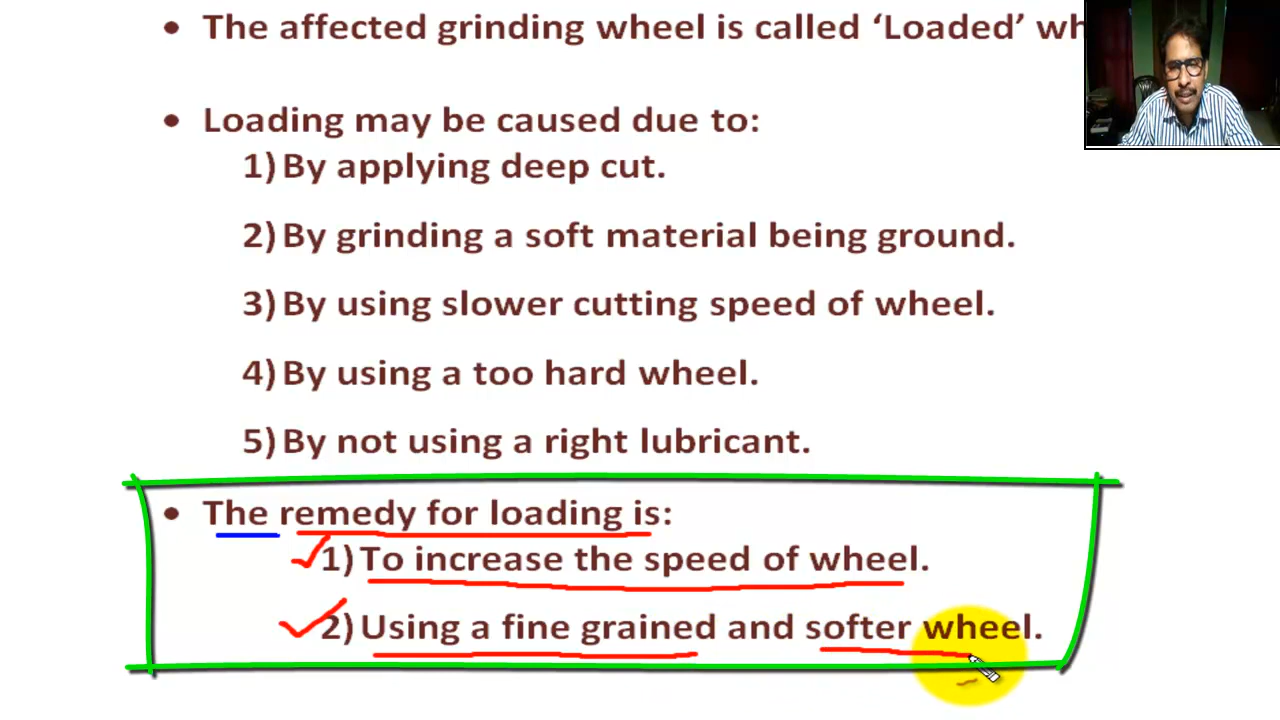 • The affected grinding wheel is called ‘Loaded’
• Loading may be caused due to:
1) By applying deep cut.
2) By grinding a soft material being ground.
3) By using slower cutting speed of wheel.
4) By using a too hard wheel.
5) By not using a right lubricant.
• The remedy for loading is:
1) To increase the speed of wheel.
2) Using a fine grained and softer wheel.